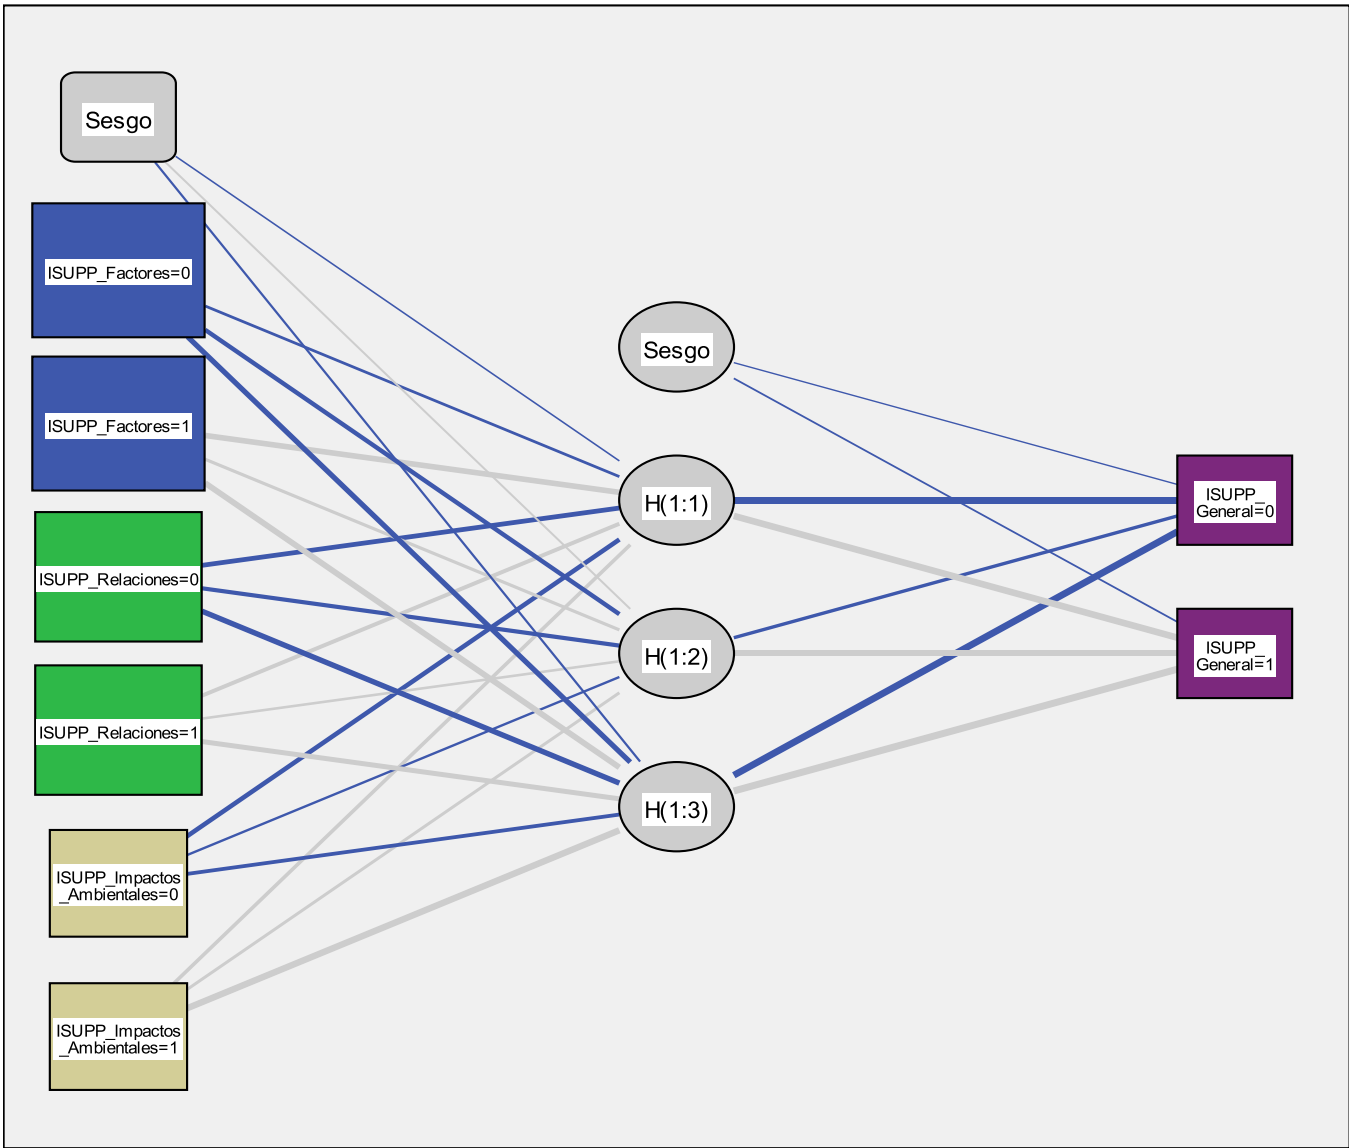 Sesgo
ISUPP_Factores=0
ISUPP_Factores=1
ISUPP_Relaciones=0
ISUPP_Relaciones=1
ISUPP_Impactos
_Ambientales=0
ISUPP_Impactos
_Ambientales=1
Sesgo
H(1:1)
H(1:2)
H(1:3)
ISUPP_
General=0
ISUPP_
General=1